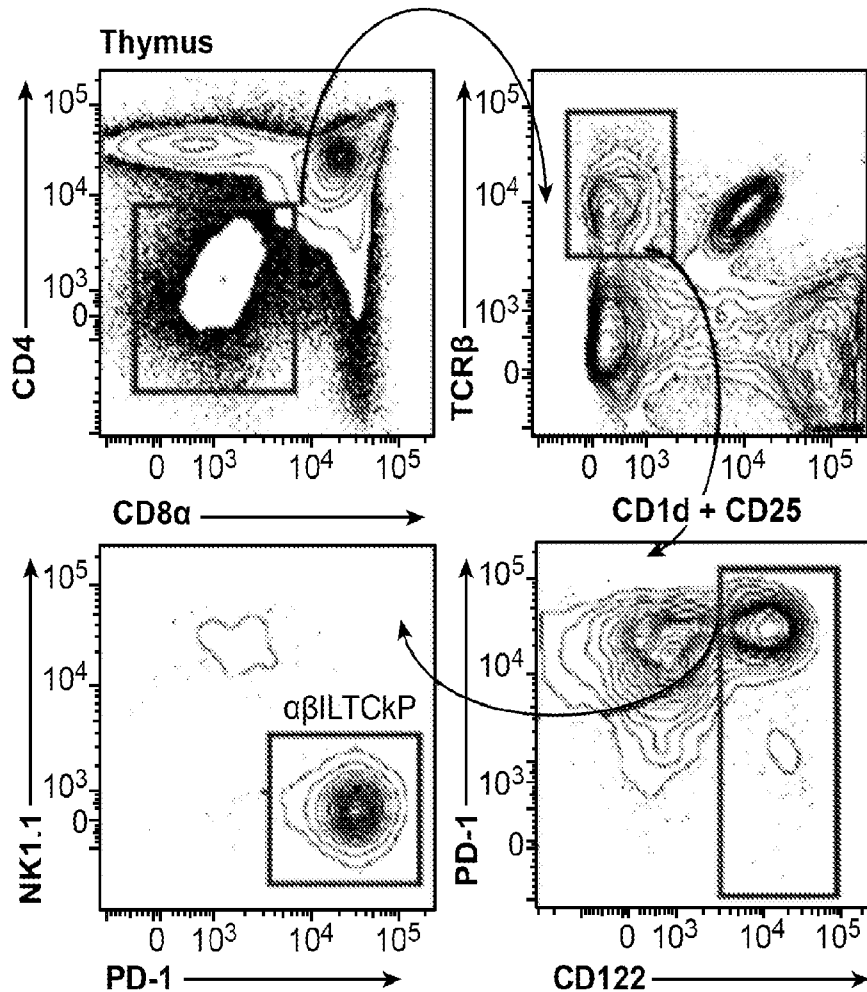 Thymus
CD4
10⁵
10⁴
10³
0
0 10³ 10⁴ 10⁵
CD8α
TCRβ
10⁵
10⁴
10³
0
0 10³ 10⁴ 10⁵
CD1d + CD25
NK1.1
10⁵
10⁴
10³
0
αβILTCkP
0 10³ 10⁴ 10⁵
PD-1
PD-1
10⁵
10⁴
10³
0
0 10³ 10⁴ 10⁵
CD122